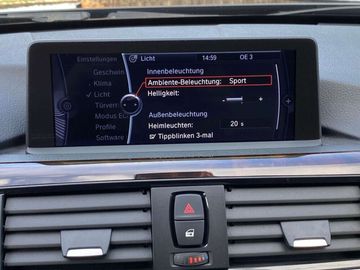 Einstellungen
Licht 14:59 OE 3
Geschwin
Klima
Licht
Türverr
Modus EC
Profile
Software
Innenbeleuchtung
Ambiente-Beleuchtung: Sport
Helligkeit:
- +
Außenbeleuchtung
Heimleuchten: 20 s
Tippblinken 3-mal